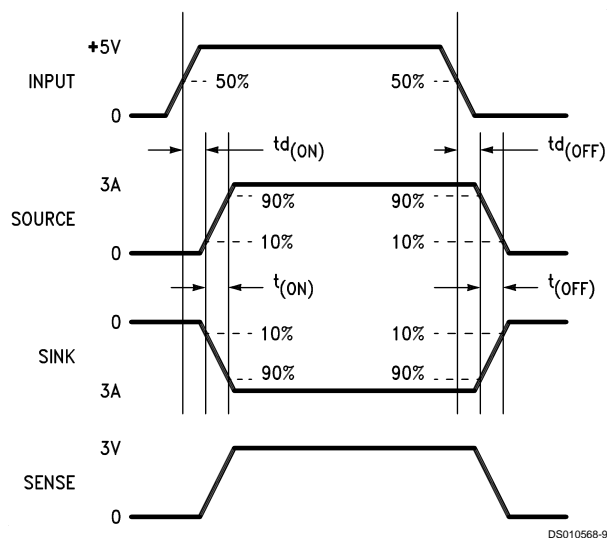 +5V
INPUT
50%
50%
0
td(ON)
td(OFF)
3A
90%
90%
SOURCE
10%
10%
0
t(ON)
t(OFF)
0
10%
10%
SINK
90%
90%
3A
3V
SENSE
0
DS010568-9